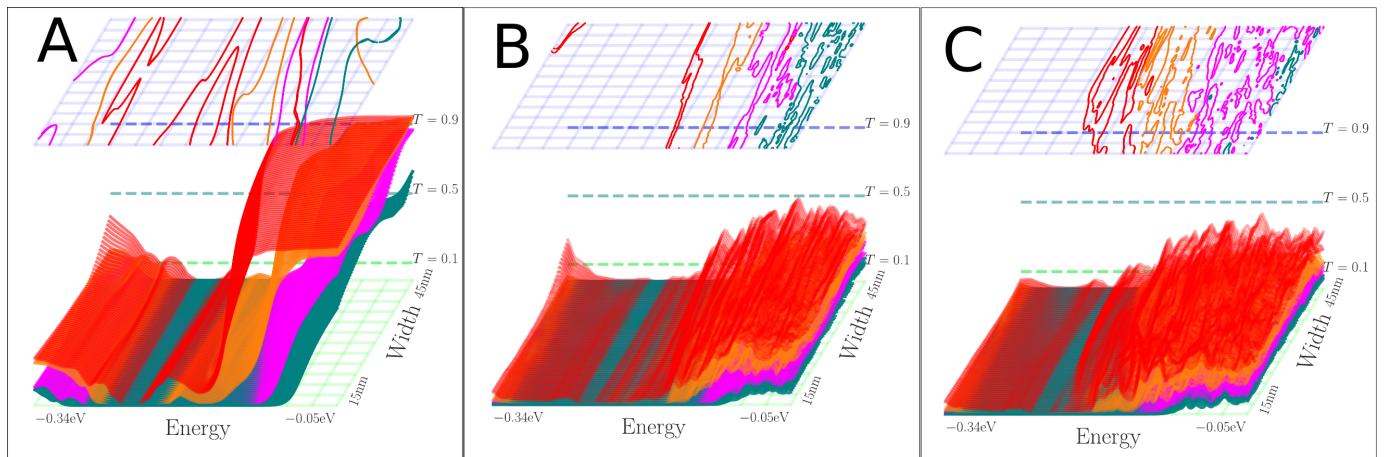 A
T = 0.9
T = 0.5
T = 0.1
45nm
Width
15nm
−0.34eV
−0.05eV
Energy
B
T = 0.9
T = 0.5
T = 0.1
45nm
Width
15nm
−0.34eV
−0.05eV
Energy
C
T = 0.9
T = 0.5
T = 0.1
45nm
Width
15nm
−0.34eV
−0.05eV
Energy